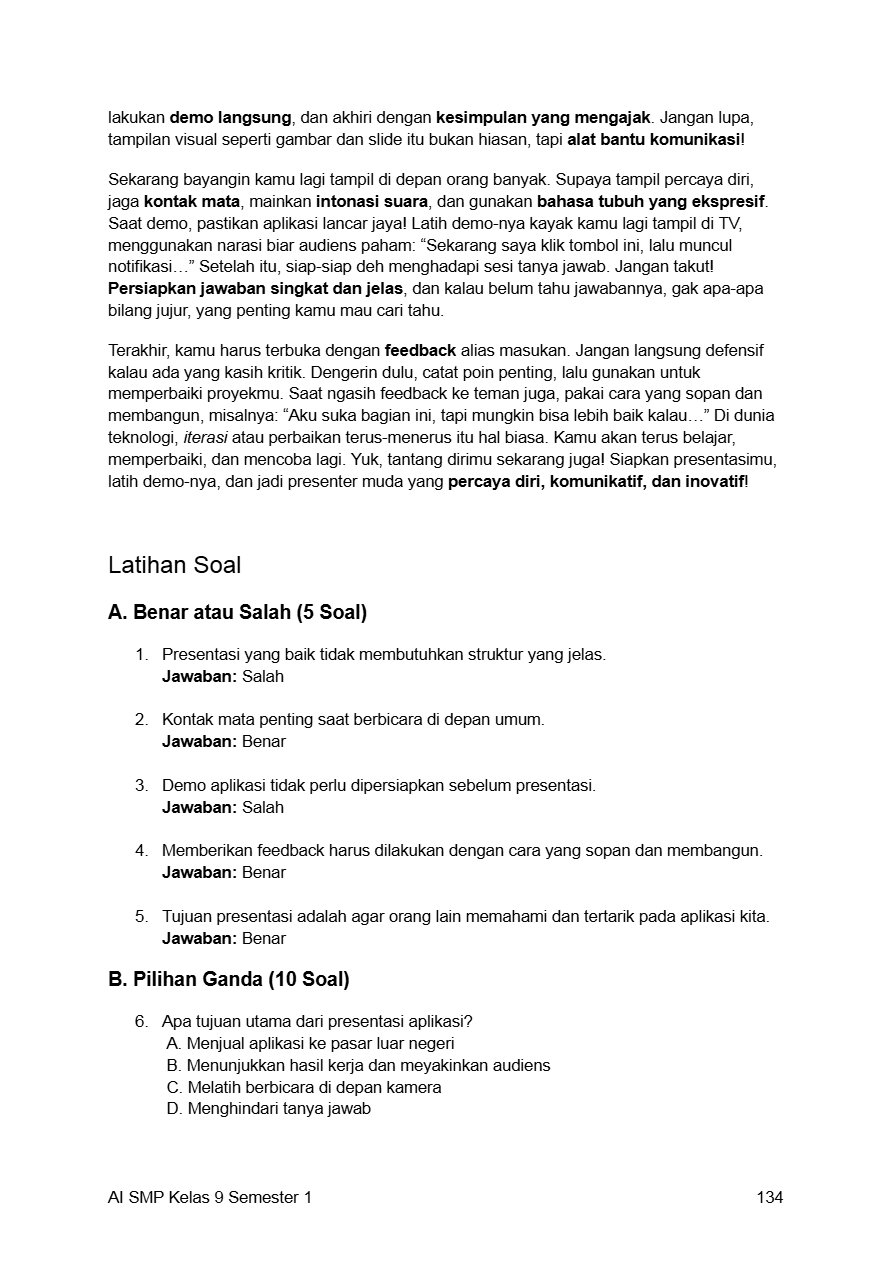 lakukan demo langsung, dan akhiri dengan kesimpulan yang mengajak. Jangan lupa,
tampilan visual seperti gambar dan slide itu bukan hiasan, tapi alat bantu komunikasi!
Sekarang bayangin kamu lagi tampil di depan orang banyak. Supaya tampil percaya diri,
jaga kontak mata, mainkan intonasi suara, dan gunakan bahasa tubuh yang ekspresif.
Saat demo, pastikan aplikasi lancar jaya! Latih demo-nya kayak kamu lagi tampil di TV,
menggunakan narasi biar audiens paham: “Sekarang saya klik tombol ini, lalu muncul
notifikasi…” Setelah itu, siap-siap deh menghadapi sesi tanya jawab. Jangan takut!
Persiapkan jawaban singkat dan jelas, dan kalau belum tahu jawabannya, gak apa-apa
bilang jujur, yang penting kamu mau cari tahu.
Terakhir, kamu harus terbuka dengan feedback alias masukan. Jangan langsung defensif
kalau ada yang kasih kritik. Dengerin dulu, catat poin penting, lalu gunakan untuk
memperbaiki proyekmu. Saat ngasih feedback ke teman juga, pakai cara yang sopan dan
membangun, misalnya: “Aku suka bagian ini, tapi mungkin bisa lebih baik kalau…” Di dunia
teknologi, iterasi atau perbaikan terus-menerus itu hal biasa. Kamu akan terus belajar,
memperbaiki, dan mencoba lagi. Yuk, tantang dirimu sekarang juga! Siapkan presentasimu,
latih demo-nya, dan jadi presenter muda yang percaya diri, komunikatif, dan inovatif!
Latihan Soal
A. Benar atau Salah (5 Soal)
1. Presentasi yang baik tidak membutuhkan struktur yang jelas.
Jawaban: Salah
2. Kontak mata penting saat berbicara di depan umum.
Jawaban: Benar
3. Demo aplikasi tidak perlu dipersiapkan sebelum presentasi.
Jawaban: Salah
4. Memberikan feedback harus dilakukan dengan cara yang sopan dan membangun.
Jawaban: Benar
5. Tujuan presentasi adalah agar orang lain memahami dan tertarik pada aplikasi kita.
Jawaban: Benar
B. Pilihan Ganda (10 Soal)
6. Apa tujuan utama dari presentasi aplikasi?
A. Menjual aplikasi ke pasar luar negeri
B. Menunjukkan hasil kerja dan meyakinkan audiens
C. Melatih berbicara di depan kamera
D. Menghindari tanya jawab
AI SMP Kelas 9 Semester 1 134